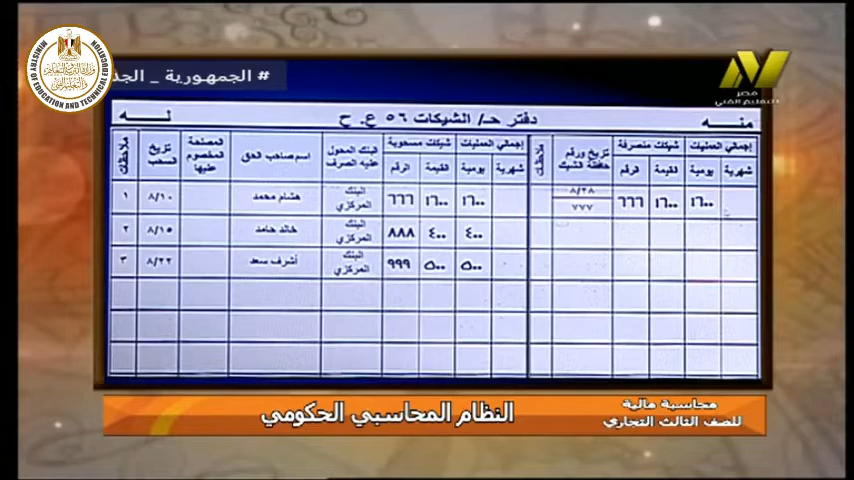 # الجمهورية _ الجد
MINISTRY OF EDUCATION AND TECHNICAL EDUCATION
مصر
التعليم الفني
دفتر حـ/ الشيكات ٥٦ ع. ح
منه
له
إجمالي العمليات
شيكات منصرفة
تاريخ ورقم حافظة الشيك
ملاحظات
إجمالي العمليات
شيكات مسحوبة
البنك المحول عليه الصرف
اسم صاحب الحق
المصلحة المخصوم عليها
تاريخ السحب
ملاحظات
شهرية يومية القيمة الرقم
شهرية يومية القيمة الرقم
١٦٠٠ ١٦٠٠ ٦٦٦ ٨/٢٨ ٧٧٧
١٦٠٠ ١٦٠٠ ٦٦٦ البنك المركزي هشام محمد ٨/١٠ ١
٤٠٠ ٤٠٠ ٨٨٨ البنك المركزي خالد حامد ٨/١٥ ٢
٥٠٠ ٥٠٠ ٩٩٩ البنك المركزي أشرف سعد ٨/٢٢ ٣
محاسبة مالية
للصف الثالث التجاري
النظام المحاسبي الحكومي